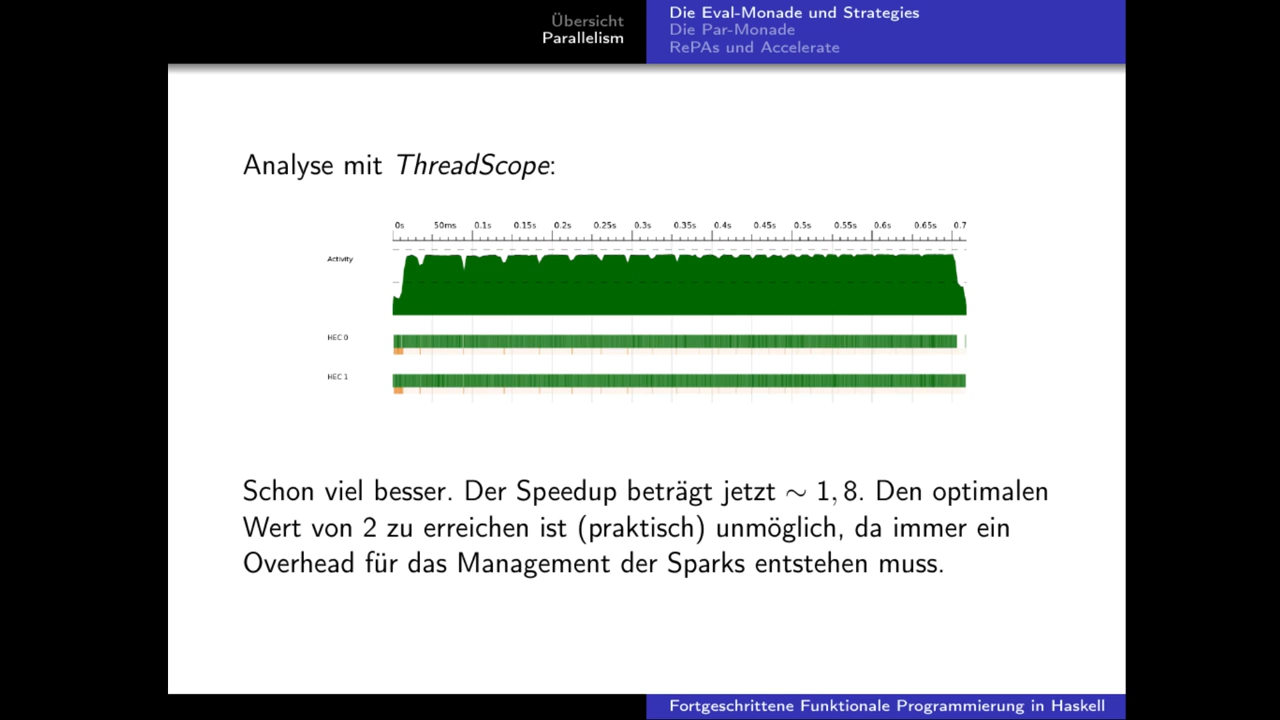 Übersicht
Parallelism
Die Eval-Monade und Strategies
Die Par-Monade
RePAs und Accelerate
Analyse mit ThreadScope:
0s 50ms 0.1s 0.15s 0.2s 0.25s 0.3s 0.35s 0.4s 0.45s 0.5s 0.55s 0.6s 0.65s 0.7
Activity
HEC 0
HEC 1
Schon viel besser. Der Speedup beträgt jetzt ∼ 1, 8. Den optimalen
Wert von 2 zu erreichen ist (praktisch) unmöglich, da immer ein
Overhead für das Management der Sparks entstehen muss.
Fortgeschrittene Funktionale Programmierung in Haskell